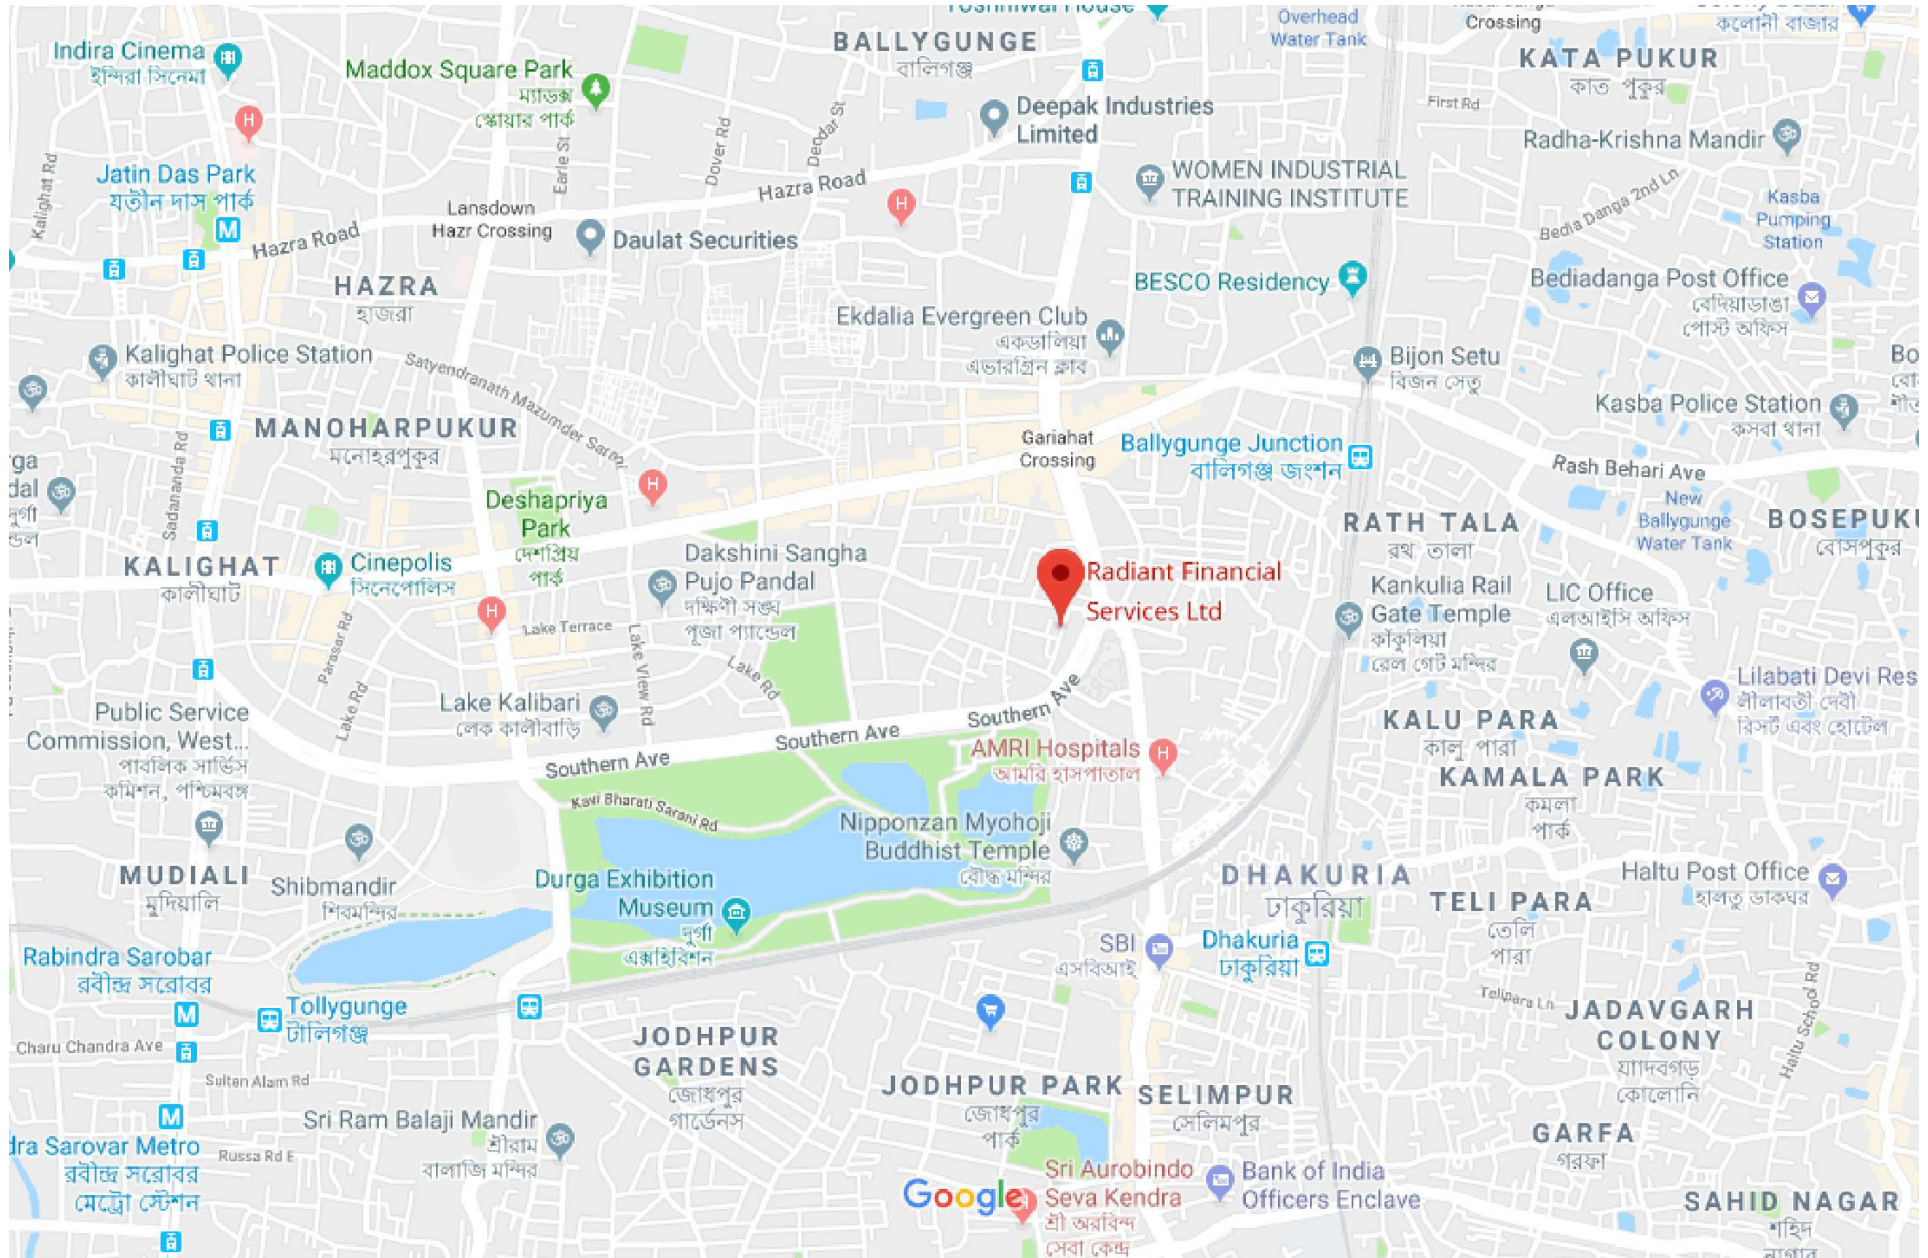 Toshniwal House
Overhead
Water Tank
Crossing
কলোনী বাজার
Indira Cinema
ইন্দিরা সিনেমা
Maddox Square Park
ম্যাডক্স
স্কোয়ার পার্ক
BALLYGUNGE
বালিগঞ্জ
KATA PUKUR
কাত পুকুর
First Rd
Deepak Industries
Limited
Radha-Krishna Mandir
Kalighat Rd
Jatin Das Park
যতীন দাস পার্ক
Earle St
Dover Rd
Deodar St
Hazra Road
WOMEN INDUSTRIAL
TRAINING INSTITUTE
Bedia Danga 2nd Ln
Kasba
Pumping
Station
Lansdown
Hazr Crossing
Hazra Road
Daulat Securities
HAZRA
হাজরা
BESCO Residency
Bediadanga Post Office
বেদিয়াডাঙা
পোস্ট অফিস
Ekdalia Evergreen Club
একডালিয়া
এভারগ্রিন ক্লাব
Kalighat Police Station
কালীঘাট থানা
Satyendranath Mazumder Sarani
Bijon Setu
বিজন সেতু
Bo
Kasba Police Station
কসবা থানা
MANOHARPUKUR
মনোহরপুকুর
Sadananda Rd
Gariahat
Crossing
Ballygunge Junction
বালিগঞ্জ জংশন
Rash Behari Ave
rga
dal
Deshapriya
Park
দেশপ্রিয়
পার্ক
New
Ballygunge
Water Tank
RATH TALA
রথ তালা
BOSEPUKU
বোসপুকুর
KALIGHAT
কালীঘাট
Cinepolis
সিনেপোলিস
Dakshini Sangha
Pujo Pandal
দক্ষিণী সঙ্ঘ
পূজা প্যান্ডেল
Radiant Financial
Services Ltd
Kankulia Rail
Gate Temple
কাঁকুলিয়া
রেল গেট মন্দির
LIC Office
এলআইসি অফিস
Lake Terrace
Lake View Rd
Lake Rd
Parasar Rd
Lake Rd
Lake Kalibari
লেক কালীবাড়ি
Southern Ave
Southern Ave
Southern Ave
Lilabati Devi Res
লীলাবতী দেবী
রিসর্ট এবং হোটেল
Public Service
Commission, West...
পাবলিক সার্ভিস
কমিশন, পশ্চিমবঙ্গ
KALU PARA
কালু পারা
AMRI Hospitals
আমরি হাসপাতাল
KAMALA PARK
কমলা
পার্ক
Kavi Bharati Sarani Rd
Nipponzan Myohoji
Buddhist Temple
বৌদ্ধ মন্দির
MUDIALI
মুদিয়ালি
Shibmandir
শিবমন্দির
Durga Exhibition
Museum
দুর্গা
এক্সহিবিশন
DHAKURIA
ঢাকুরিয়া
Haltu Post Office
হালতু ডাকঘর
TELI PARA
তেলি
পারা
SBI
এসবিআই
Dhakuria
ঢাকুরিয়া
Rabindra Sarobar
রবীন্দ্র সরোবর
Tollygunge
টালিগঞ্জ
Telipara Ln
Haltu School Rd
JADAVGARH
COLONY
যাদবগড়
কোলোনি
Charu Chandra Ave
JODHPUR
GARDENS
জোধপুর
গার্ডেনস
Sultan Alam Rd
JODHPUR PARK
জোধপুর
পার্ক
SELIMPUR
সেলিমপুর
Sri Ram Balaji Mandir
শ্রীরাম
বালাজি মন্দির
GARFA
গরফা
dra Sarovar Metro
রবীন্দ্র সরোবর
মেট্রো স্টেশন
Russa Rd E
Google
Sri Aurobindo
Seva Kendra
শ্রী অরবিন্দ
সেবা কেন্দ্র
Bank of India
Officers Enclave
SAHID NAGAR
শহিদ
নাগার